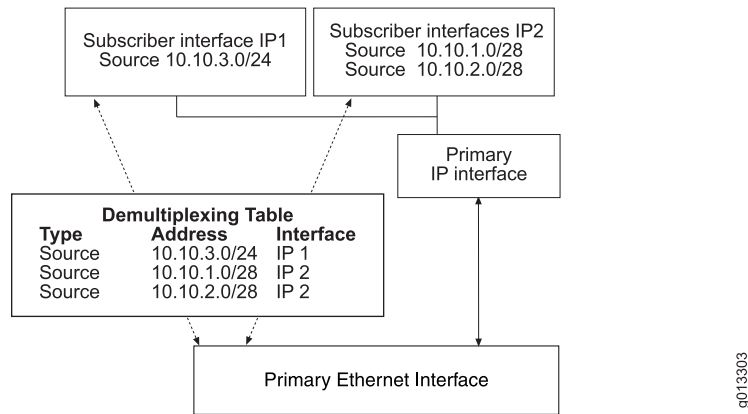 Subscriber interface IP1
Source 10.10.3.0/24
Subscriber interfaces IP2
Source 10.10.1.0/28
Source 10.10.2.0/28
Primary
IP interface
Demultiplexing Table
Type Address Interface
Source 10.10.3.0/24 IP 1
Source 10.10.1.0/28 IP 2
Source 10.10.2.0/28 IP 2
Primary Ethernet Interface
g013303